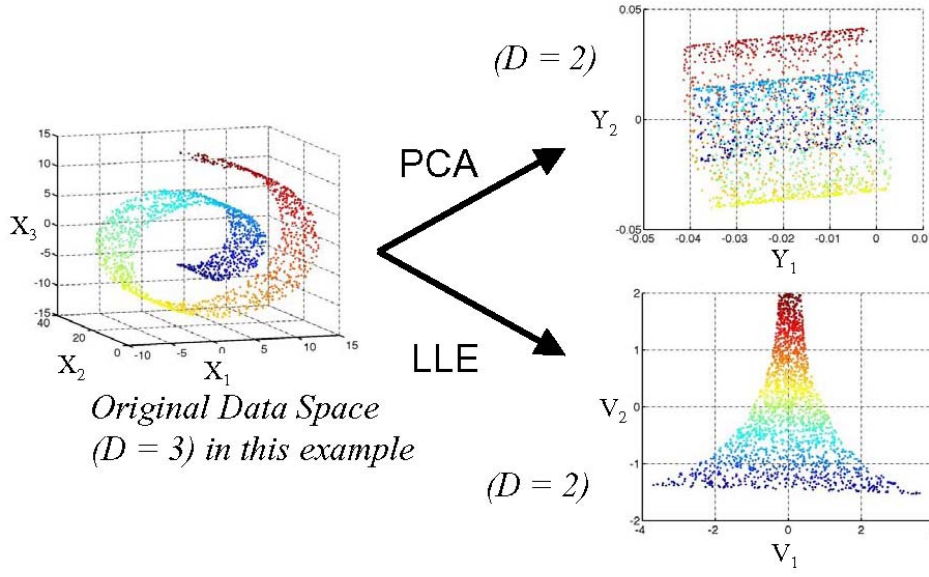 0.05
(D = 2)
Y2
0
-0.05
-0.05 -0.04 -0.03 -0.02 -0.01 0 0.0
Y1
15
10
5
0
-5
-10
-15
X3
40
20
0
X2
-10 -5 0 5 10 15
X1
PCA
LLE
Original Data Space
(D = 3) in this example
2
1
0
-1
-2
V2
(D = 2)
-4 -2 0 2
V1